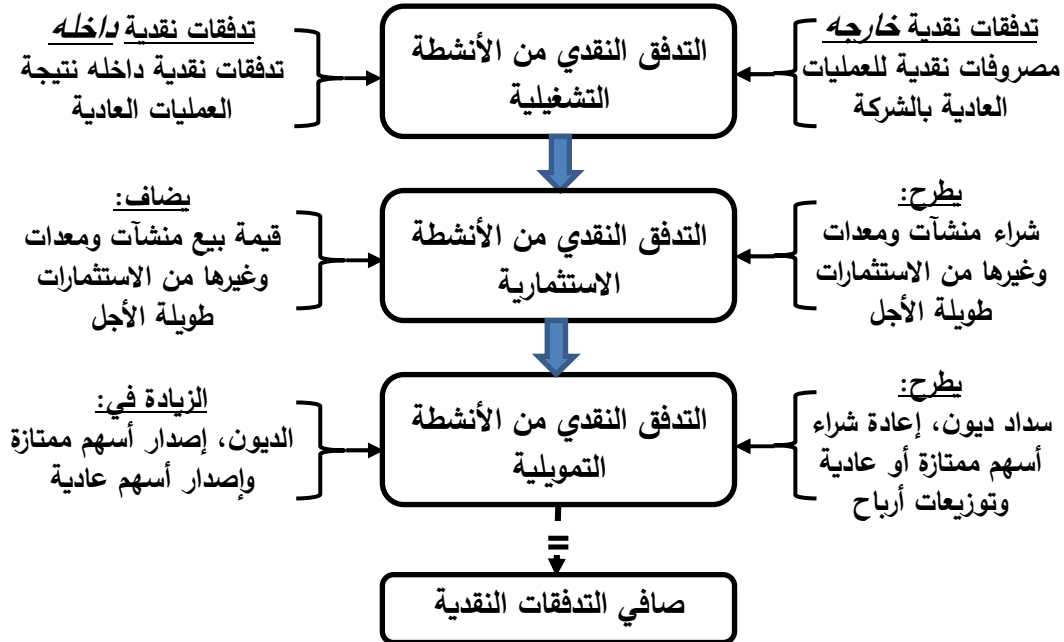 تدفقات نقدية خارجه
مصروفات نقدية للعمليات
العادية بالشركة
التدفق النقدي من الأنشطة
التشغيلية
تدفقات نقدية داخله
تدفقات نقدية داخله نتيجة
العمليات العادية
يطرح:
شراء منشآت ومعدات
وغيرها من الاستثمارات
طويلة الأجل
التدفق النقدي من الأنشطة
الاستثمارية
يضاف:
قيمة بيع منشآت ومعدات
وغيرها من الاستثمارات
طويلة الأجل
يطرح:
سداد ديون، إعادة شراء
أسهم ممتازة أو عادية
وتوزيعات أرباح
التدفق النقدي من الأنشطة
التمويلية
الزيادة في:
الديون، إصدار أسهم ممتازة
وإصدار أسهم عادية
=
صافي التدفقات النقدية